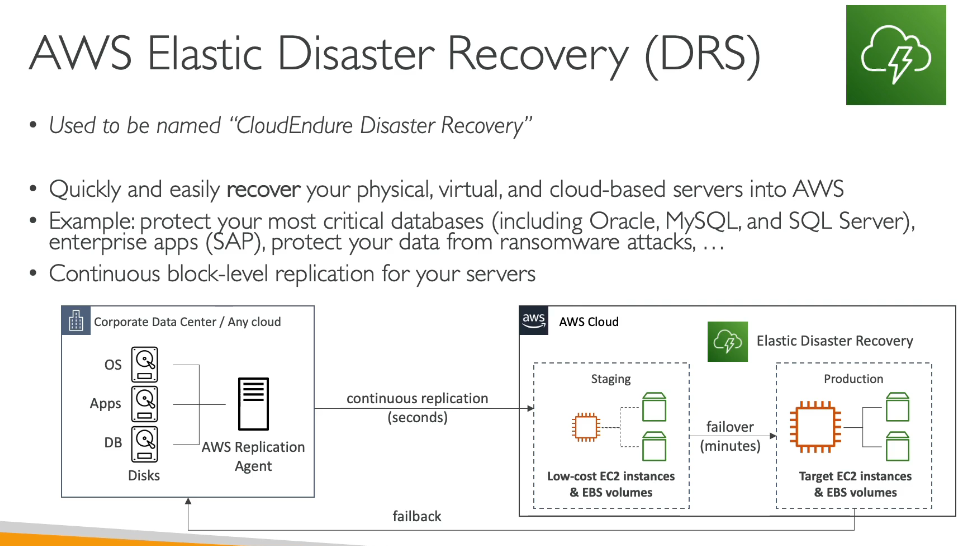 AWS Elastic Disaster Recovery (DRS)
• Used to be named “CloudEndure Disaster Recovery”
• Quickly and easily recover your physical, virtual, and cloud-based servers into AWS
• Example: protect your most critical databases (including Oracle, MySQL, and SQL Server),
enterprise apps (SAP), protect your data from ransomware attacks, …
• Continuous block-level replication for your servers
Corporate Data Center / Any cloud
OS
Apps
DB
Disks
AWS Replication
Agent
continuous replication
(seconds)
aws
AWS Cloud
Elastic Disaster Recovery
Staging
Low-cost EC2 instances
& EBS volumes
failover
(minutes)
Production
Target EC2 instances
& EBS volumes
failback